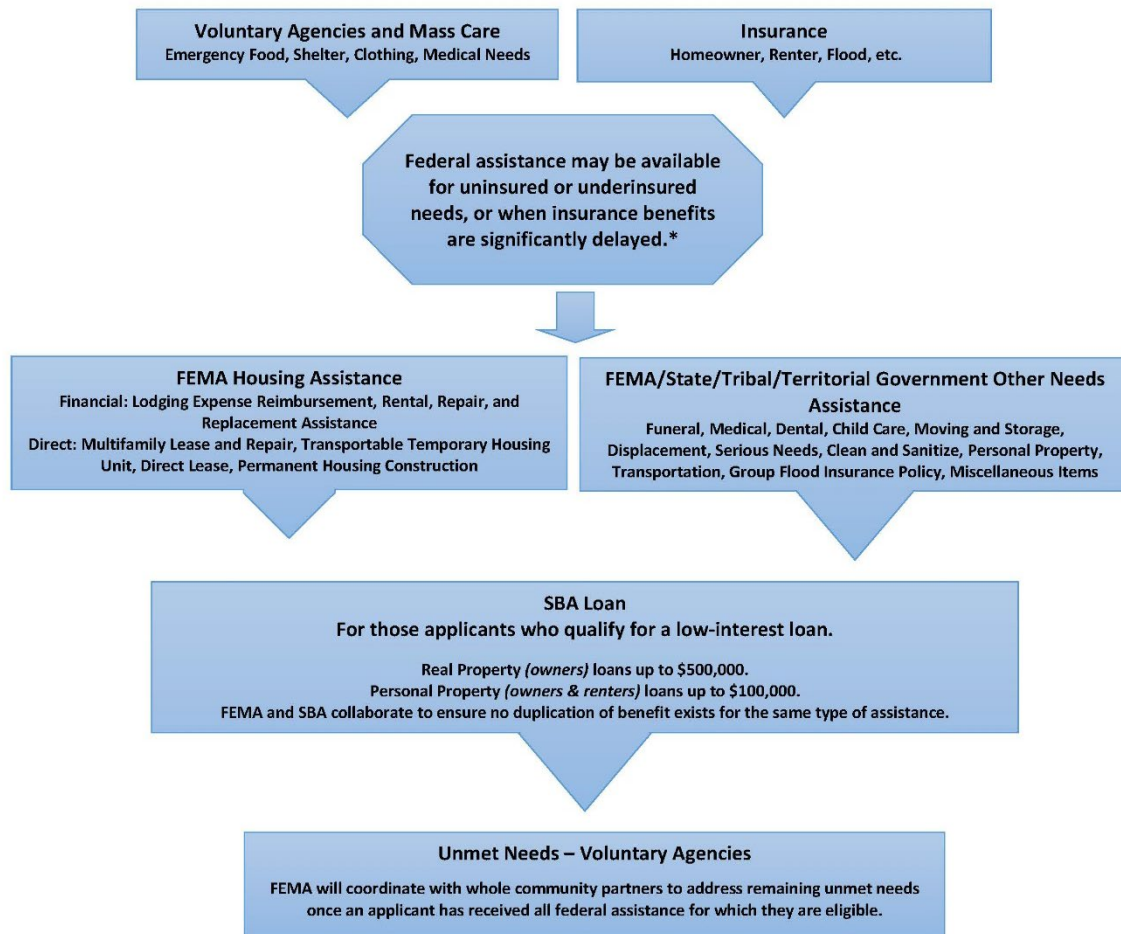 Voluntary Agencies and Mass Care
Emergency Food, Shelter, Clothing, Medical Needs
Insurance
Homeowner, Renter, Flood, etc.
Federal assistance may be available
for uninsured or underinsured
needs, or when insurance benefits
are significantly delayed.*
FEMA Housing Assistance
Financial: Lodging Expense Reimbursement, Rental, Repair, and
Replacement Assistance
Direct: Multifamily Lease and Repair, Transportable Temporary Housing
Unit, Direct Lease, Permanent Housing Construction
FEMA/State/Tribal/Territorial Government Other Needs
Assistance
Funeral, Medical, Dental, Child Care, Moving and Storage,
Displacement, Serious Needs, Clean and Sanitize, Personal Property,
Transportation, Group Flood Insurance Policy, Miscellaneous Items
SBA Loan
For those applicants who qualify for a low-interest loan.
Real Property (owners) loans up to $500,000.
Personal Property (owners & renters) loans up to $100,000.
FEMA and SBA collaborate to ensure no duplication of benefit exists for the same type of assistance.
Unmet Needs – Voluntary Agencies
FEMA will coordinate with whole community partners to address remaining unmet needs
once an applicant has received all federal assistance for which they are eligible.